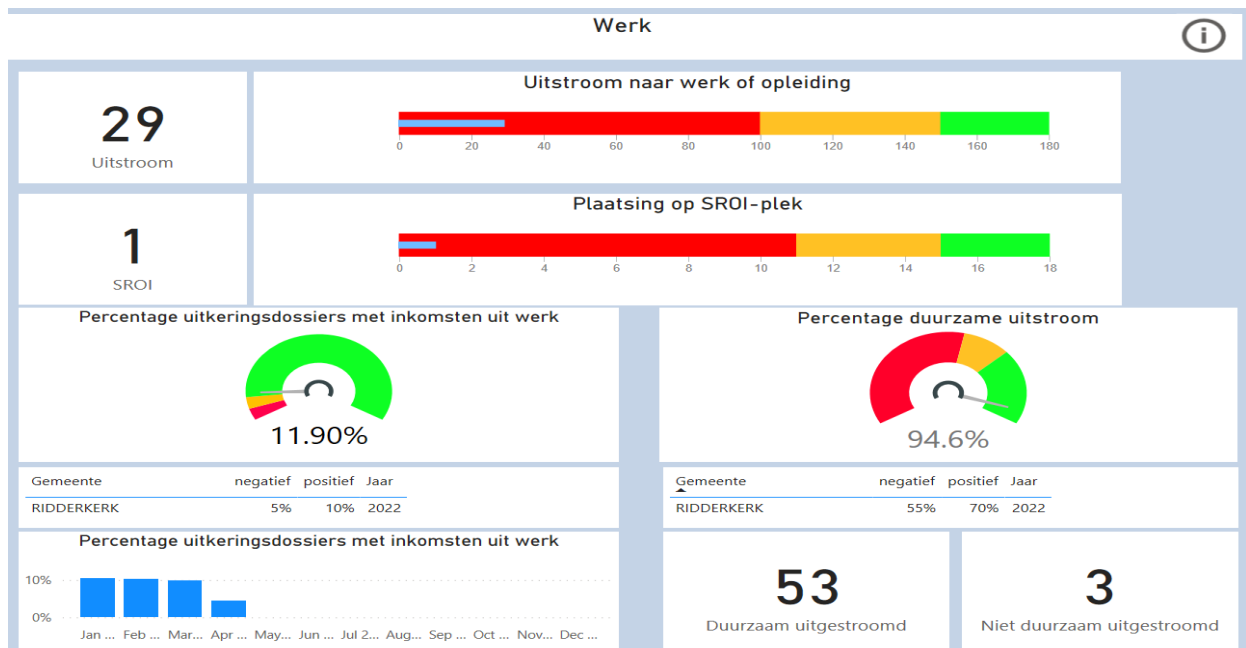 Werk
i
29
Uitstroom
Uitstroom naar werk of opleiding
0 20 40 60 80 100 120 140 160 180
1
SROI
Plaatsing op SROI-plek
0 2 4 6 8 10 12 14 16 18
Percentage uitkeringsdossiers met inkomsten uit werk
11.90%
Percentage duurzame uitstroom
94.6%
Gemeente negatief positief Jaar
RIDDERKERK 5% 10% 2022
Gemeente negatief positief Jaar
RIDDERKERK 55% 70% 2022
Percentage uitkeringsdossiers met inkomsten uit werk
10%
0%
Jan ... Feb ... Mar... Apr ... May... Jun ... Jul 2... Aug... Sep ... Oct ... Nov... Dec ...
53
Duurzaam uitgestroomd
3
Niet duurzaam uitgestroomd